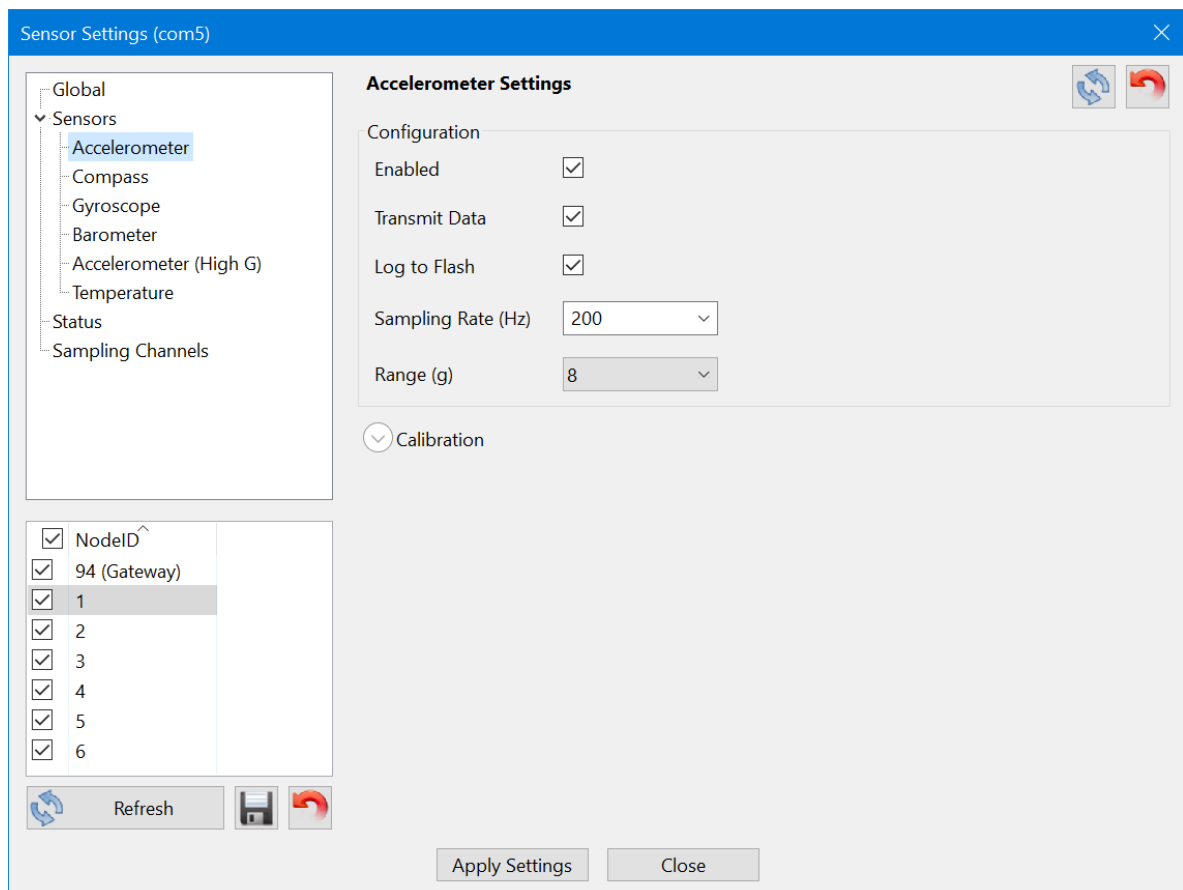 Sensor Settings (com5)
Global
Sensors
Accelerometer
Compass
Gyroscope
Barometer
Accelerometer (High G)
Temperature
Status
Sampling Channels
NodeID
94 (Gateway)
1
2
3
4
5
6
Refresh
Accelerometer Settings
Configuration
Enabled
Transmit Data
Log to Flash
Sampling Rate (Hz) 200
Range (g) 8
Calibration
Apply Settings Close